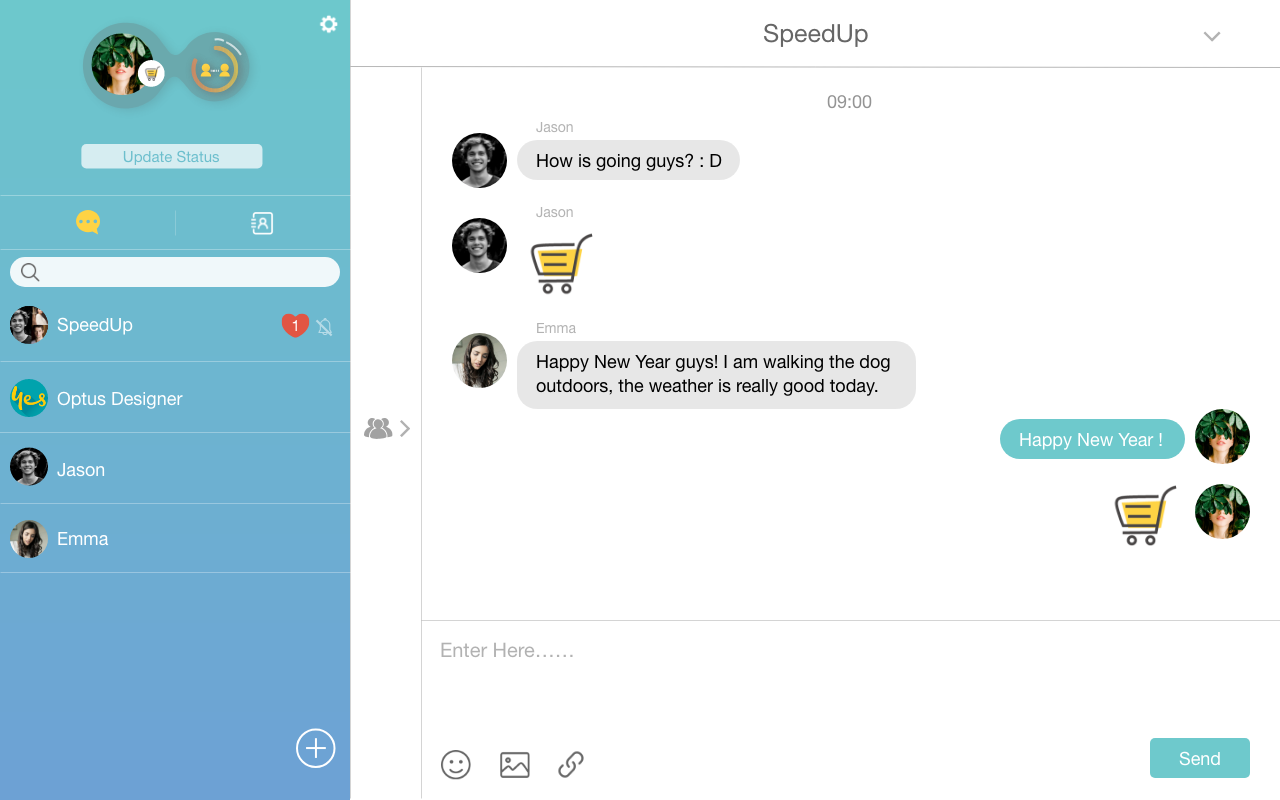 Update Status
SpeedUp
1
yes
Optus Designer
Jason
Emma
SpeedUp
09:00
Jason
How is going guys? : D
Jason
Emma
Happy New Year guys! I am walking the dog
outdoors, the weather is really good today.
Happy New Year !
Enter Here......
Send